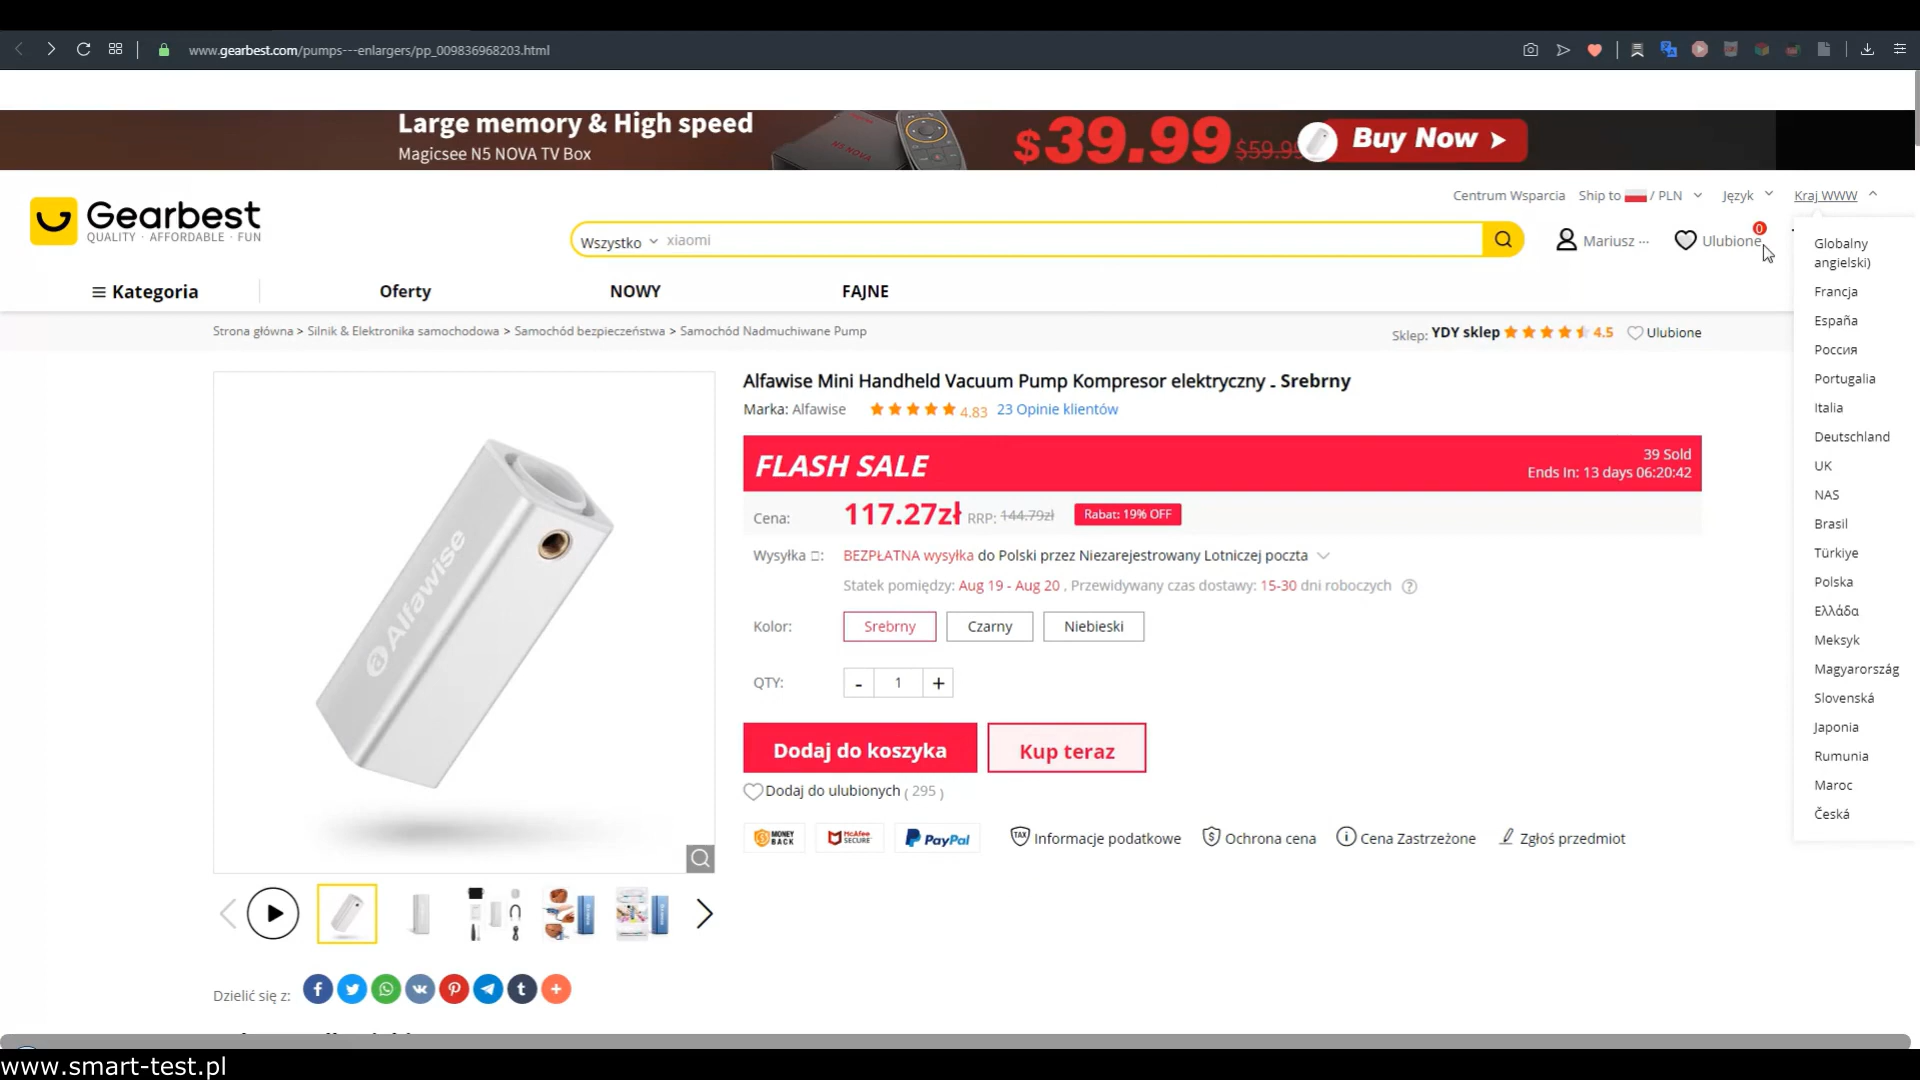 www.gearbest.com/pumps---enlargers/pp_009836968203.html
Large memory & High speed
Magicsee N5 NOVA TV Box
N5 NOVA
$39.99 $59.99 Buy Now
Centrum Wsparcia Ship to / PLN Język Kraj WWW
Gearbest
QUALITY · AFFORDABLE · FUN
Wszystko xiaomi
Mariusz ··· Ulubione 0
Kategoria Oferty NOWY FAJNE
Globalny
angielski)
Francja
España
Россия
Portugalia
Italia
Deutschland
UK
NAS
Brasil
Türkiye
Polska
Ελλάδα
Meksyk
Magyarország
Slovenská
Japonia
Rumunia
Maroc
Česká
Strona główna > Silnik & Elektronika samochodowa > Samochód bezpieczeństwa > Samochód Nadmuchiwane Pump
Sklep: YDY sklep 4.5 Ulubione
Alfawise
Alfawise Mini Handheld Vacuum Pump Kompresor elektryczny - Srebrny
Marka: Alfawise 4.83 23 Opinie klientów
FLASH SALE
39 Sold
Ends In: 13 days 06:20:42
Cena: 117.27zł RRP: 144.79zł Rabat: 19% OFF
Wysyłka □: BEZPŁATNA wysyłka do Polski przez Niezarejestrowany Lotniczej poczta
Statek pomiędzy: Aug 19 - Aug 20 , Przewidywany czas dostawy: 15-30 dni roboczych ?
Kolor: Srebrny Czarny Niebieski
QTY: - 1 +
Dodaj do koszyka Kup teraz
Dodaj do ulubionych ( 295 )
MONEY BACK McAfee SECURE PayPal TAX Informacje podatkowe Ochrona cena Cena Zastrzeżone Zgłoś przedmiot
Dzielić się z:
www.smart-test.pl